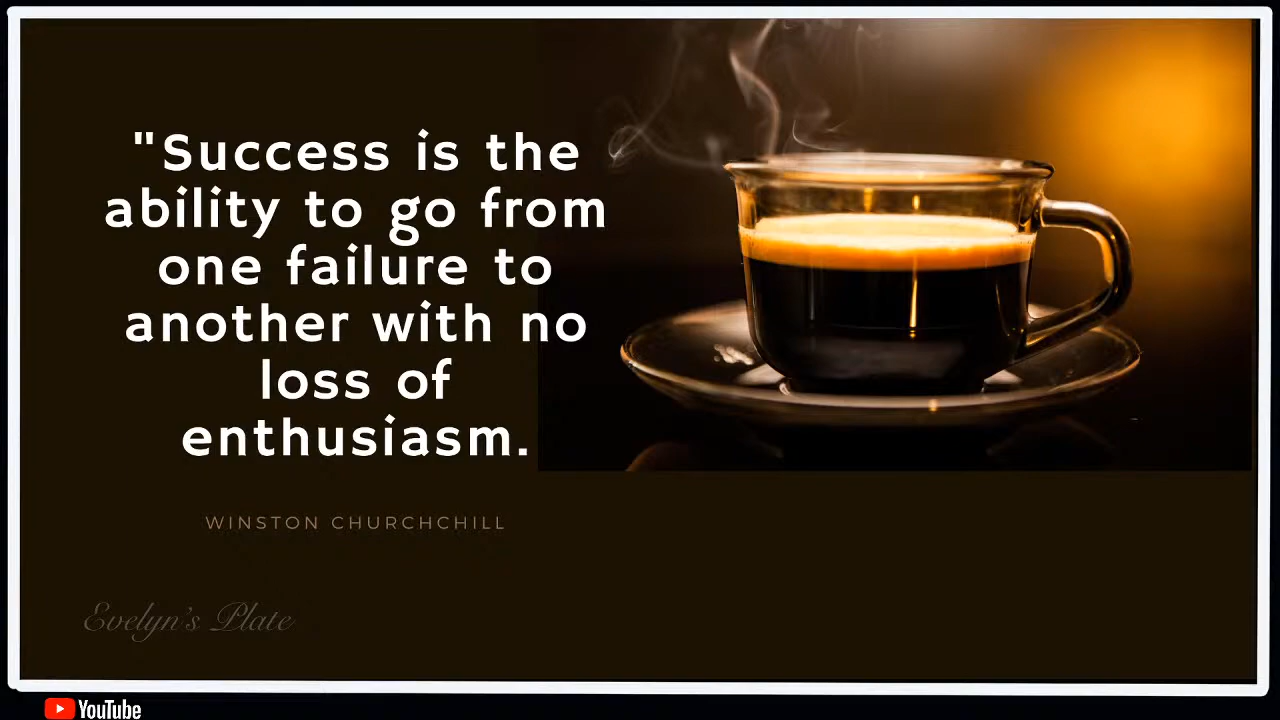 "Success is the
ability to go from
one failure to
another with no
loss of
enthusiasm.
WINSTON CHURCHCHILL
Evelyn's Plate
YouTube